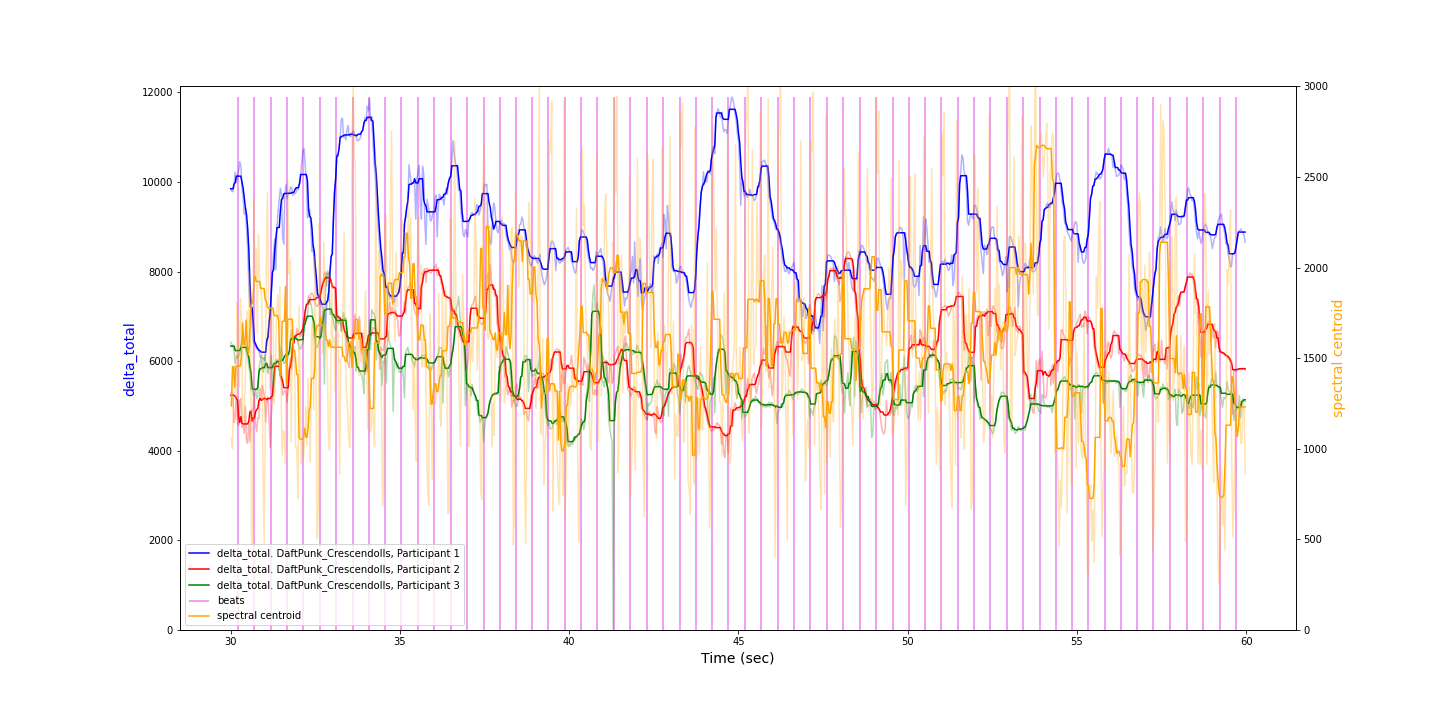 12000
10000
8000
6000
4000
2000
0
delta_total
3000
2500
2000
1500
1000
500
0
spectral centroid
delta_total. DaftPunk_Crescendolls, Participant 1
delta_total. DaftPunk_Crescendolls, Participant 2
delta_total. DaftPunk_Crescendolls, Participant 3
beats
spectral centroid
30 35 40 45 50 55 60
Time (sec)